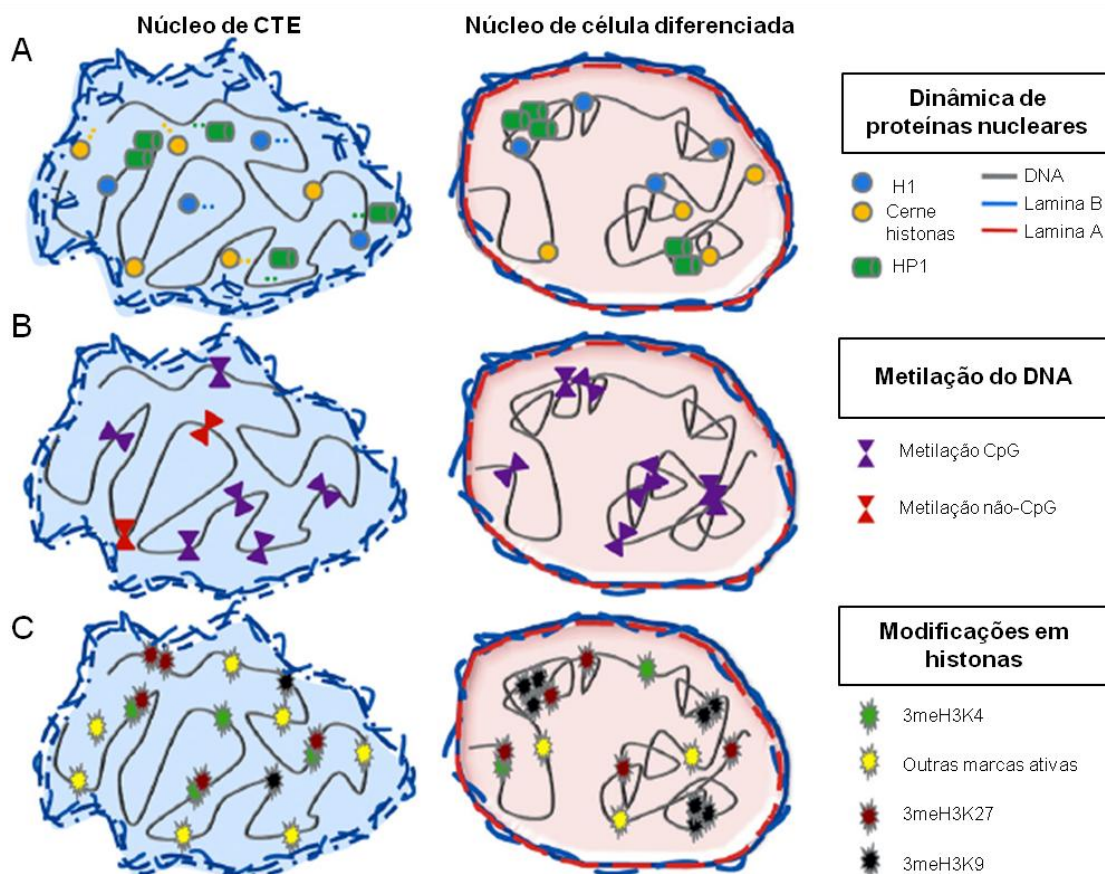 Núcleo de CTE
Núcleo de célula diferenciada
A
Dinâmica de
proteínas nucleares
H1
Cerne
histonas
HP1
DNA
Lamina B
Lamina A
B
Metilação do DNA
Metilação CpG
Metilação não-CpG
C
Modificações em
histonas
3meH3K4
Outras marcas ativas
3meH3K27
3meH3K9